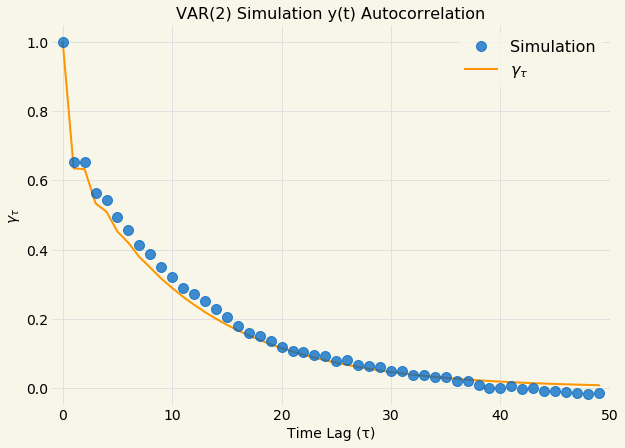 VAR(2) Simulation y(t) Autocorrelation
Simulation
γτ
γτ
1.0
0.8
0.6
0.4
0.2
0.0
0 10 20 30 40 50
Time Lag (τ)